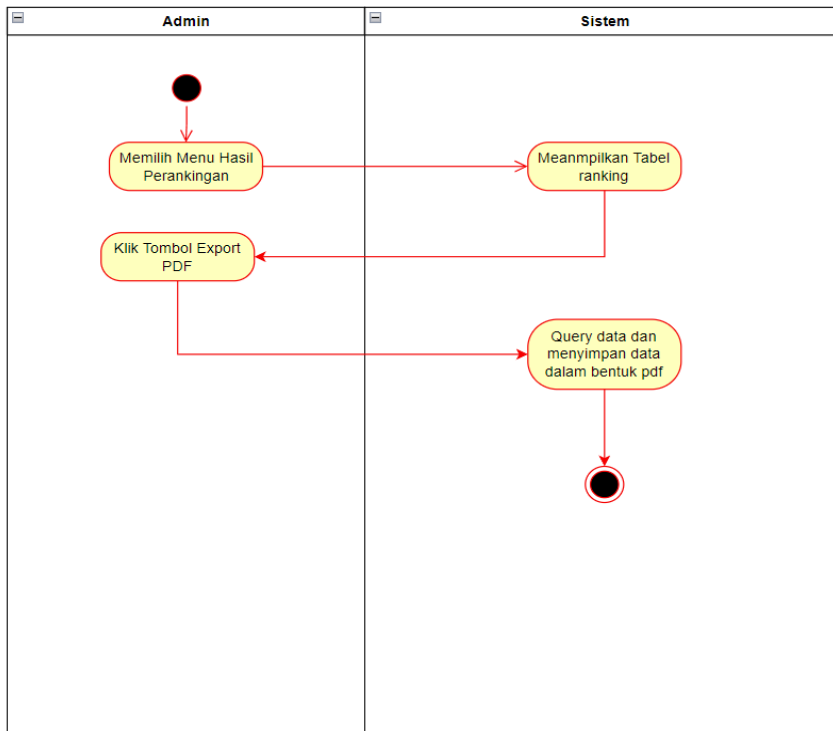 Admin
Sistem
Memilih Menu Hasil
Perankingan
Meanmpilkan Tabel
ranking
Klik Tombol Export
PDF
Query data dan
menyimpan data
dalam bentuk pdf